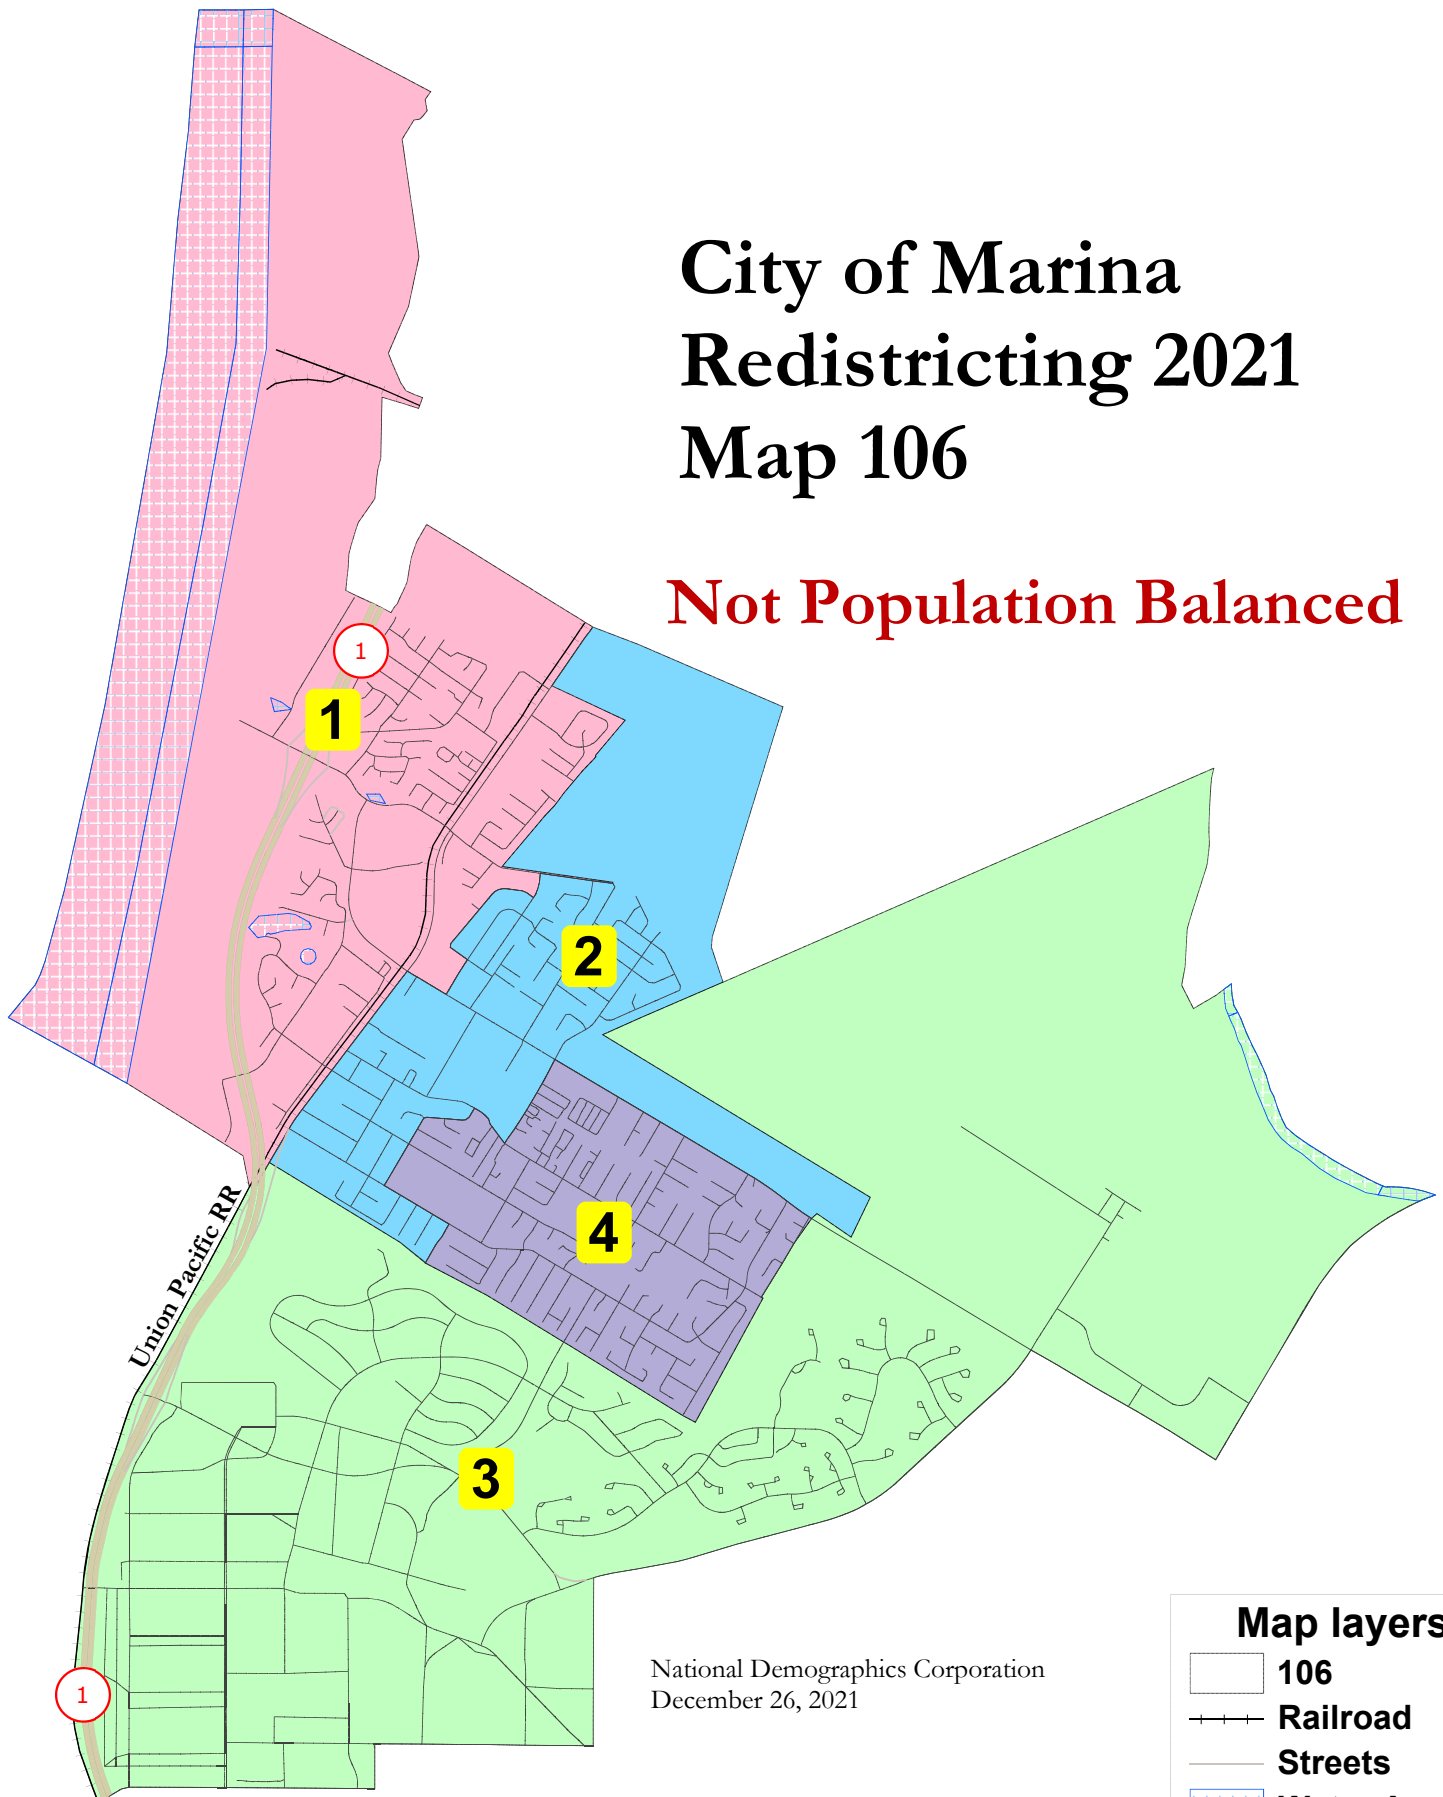 City of Marina
Redistricting 2021
Map 106
Not Population Balanced
1
1
2
4
Union Pacific RR
3
1
National Demographics Corporation
December 26, 2021
Map layers
106
Railroad
Streets